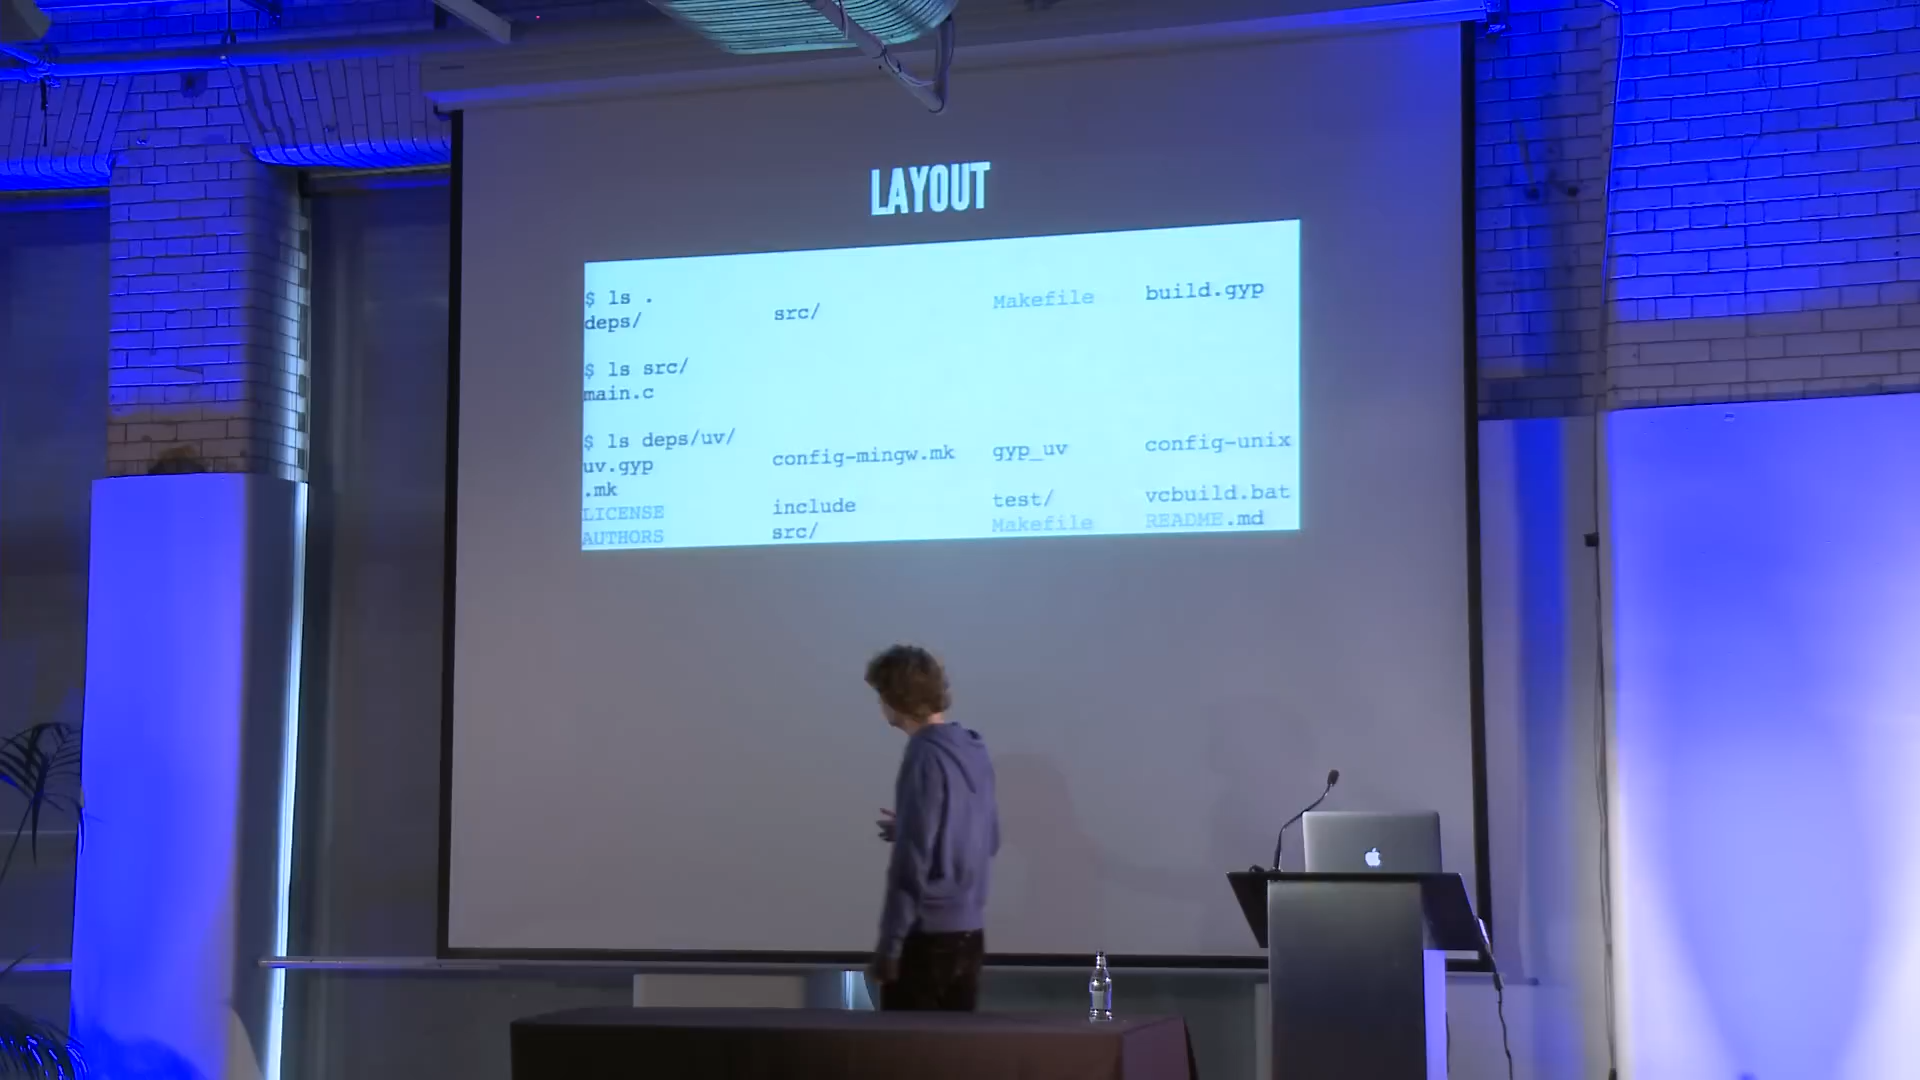 LAYOUT
$ ls .
deps/ src/ Makefile build.gyp
$ ls src/
main.c
$ ls deps/uv/
uv.gyp config-mingw.mk gyp_uv config-unix
.mk
LICENSE include test/ vcbuild.bat
AUTHORS src/ Makefile README.md